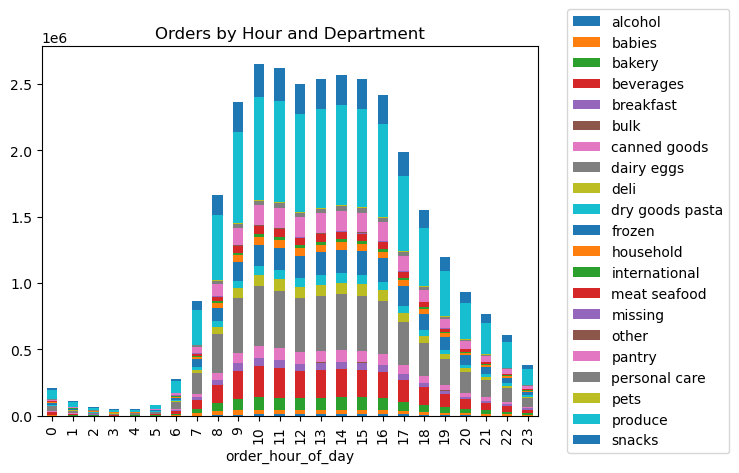 Orders by Hour and Department
1e6
2.5
2.0
1.5
1.0
0.5
0.0
0 1 2 3 4 5 6 7 8 9 10 11 12 13 14 15 16 17 18 19 20 21 22 23
order_hour_of_day
alcohol
babies
bakery
beverages
breakfast
bulk
canned goods
dairy eggs
deli
dry goods pasta
frozen
household
international
meat seafood
missing
other
pantry
personal care
pets
produce
snacks